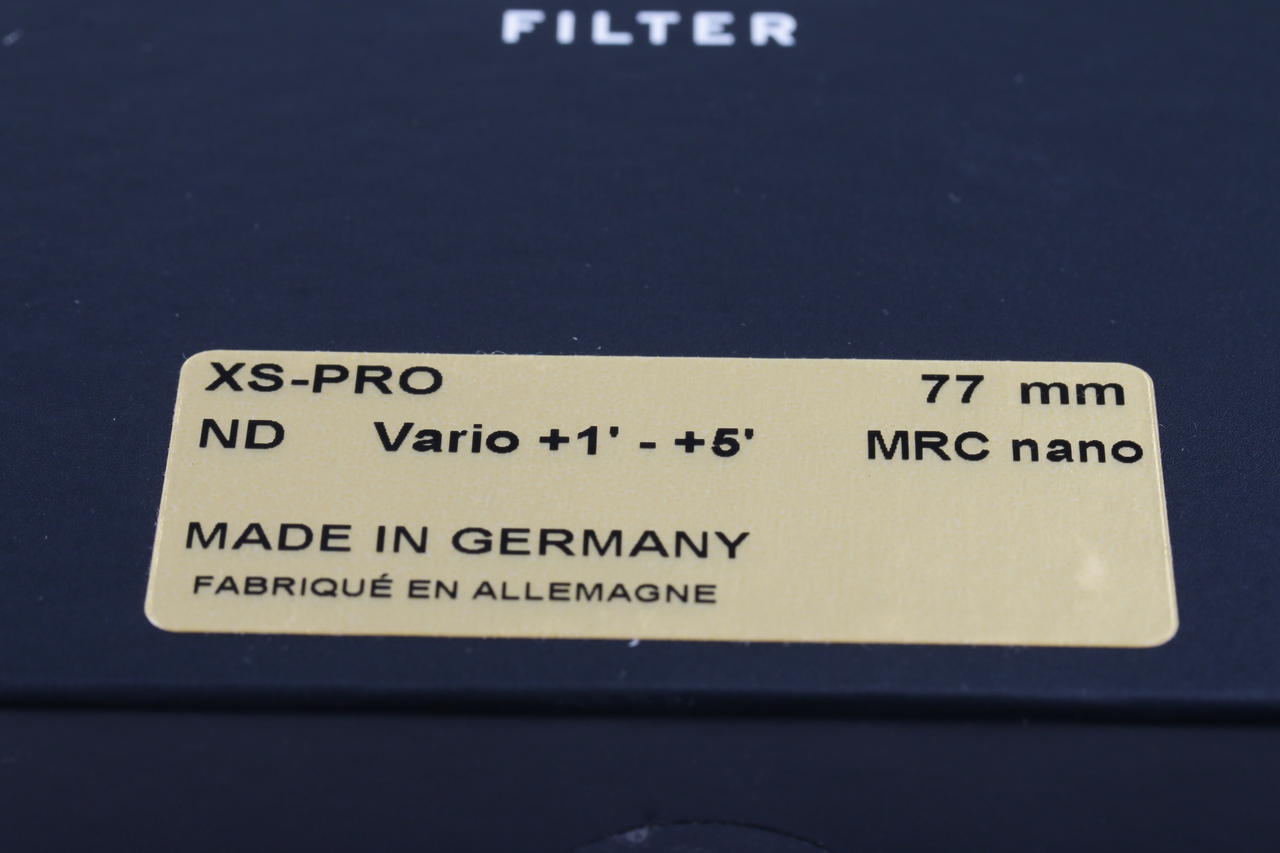 FILTER
XS-PRO 77 mm
ND Vario +1' - +5' MRC nano
MADE IN GERMANY
FABRIQUÉ EN ALLEMAGNE